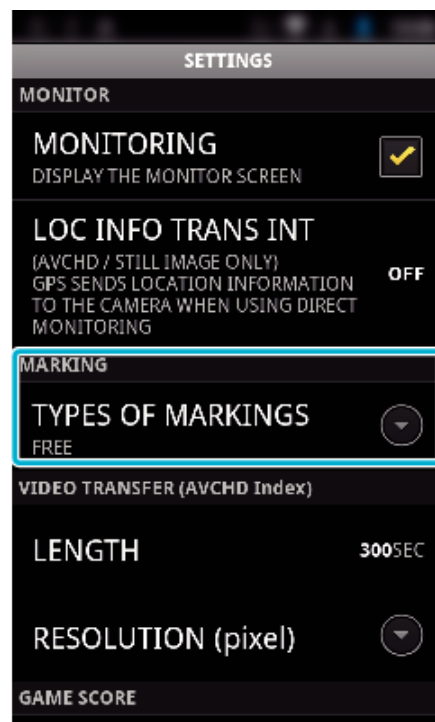 SETTINGS
MONITOR
MONITORING
DISPLAY THE MONITOR SCREEN
LOC INFO TRANS INT
(AVCHD / STILL IMAGE ONLY)
GPS SENDS LOCATION INFORMATION
TO THE CAMERA WHEN USING DIRECT
MONITORING
OFF
MARKING
TYPES OF MARKINGS
FREE
VIDEO TRANSFER (AVCHD Index)
LENGTH
300SEC
RESOLUTION (pixel)
GAME SCORE